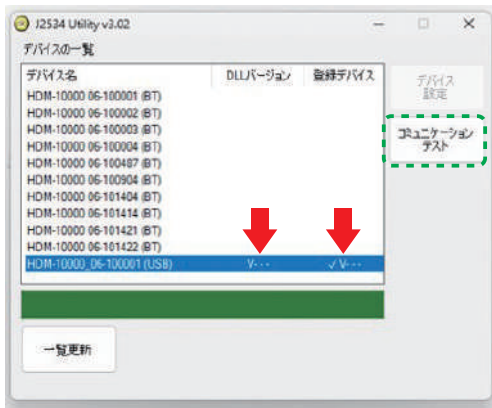 J2534 Utility v3.02
デバイスの一覧
デバイス名 DLLバージョン 登録デバイス
HDM-10000 06-100001 (BT)
HDM-10000 06-100002 (BT)
HDM-10000 06-100003 (BT)
HDM-10000 06-100004 (BT)
HDM-10000 06-100487 (BT)
HDM-10000 06-100904 (BT)
HDM-10000 06-101404 (BT)
HDM-10000 06-101414 (BT)
HDM-10000 06-101421 (BT)
HDM-10000 06-101422 (BT)
HDM-10000_06-100001 (USB) V--- ✓V---
デバイス
設定
コミュニケーション
テスト
一覧更新